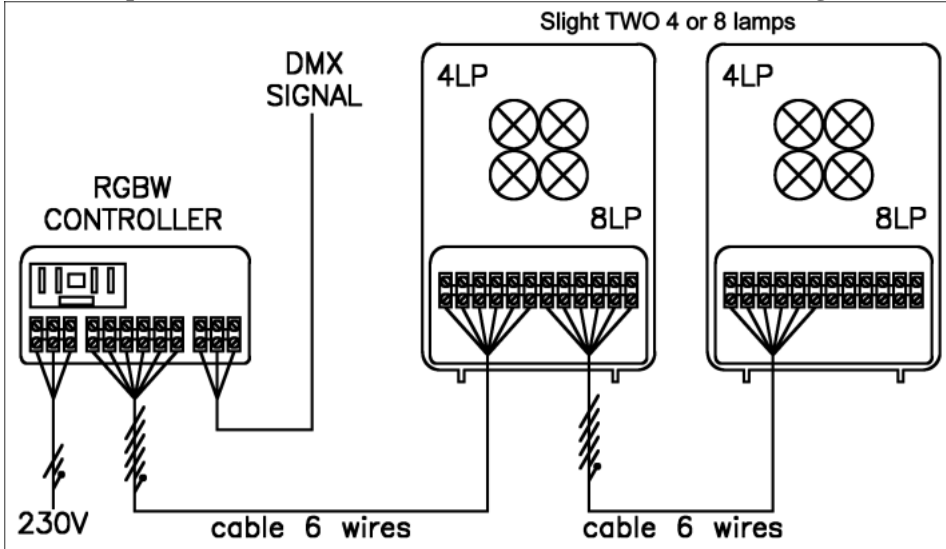 Slight TWO 4 or 8 lamps
DMX
SIGNAL
4LP
4LP
RGBW
CONTROLLER
8LP
8LP
230V
cable 6 wires
cable 6 wires